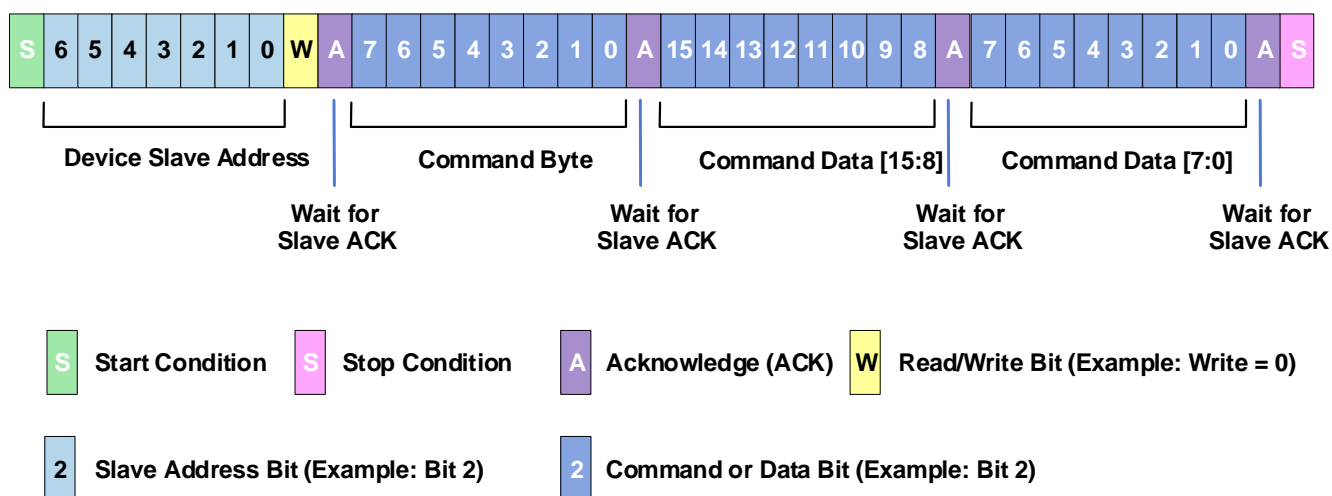 S 6 5 4 3 2 1 0 W A 7 6 5 4 3 2 1 0 A 15 14 13 12 11 10 9 8 A 7 6 5 4 3 2 1 0 A S
Device Slave Address Command Byte Command Data [15:8] Command Data [7:0]
Wait for Wait for Wait for Wait for
Slave ACK Slave ACK Slave ACK Slave ACK
S Start Condition S Stop Condition A Acknowledge (ACK) W Read/Write Bit (Example: Write = 0)
2 Slave Address Bit (Example: Bit 2) 2 Command or Data Bit (Example: Bit 2)